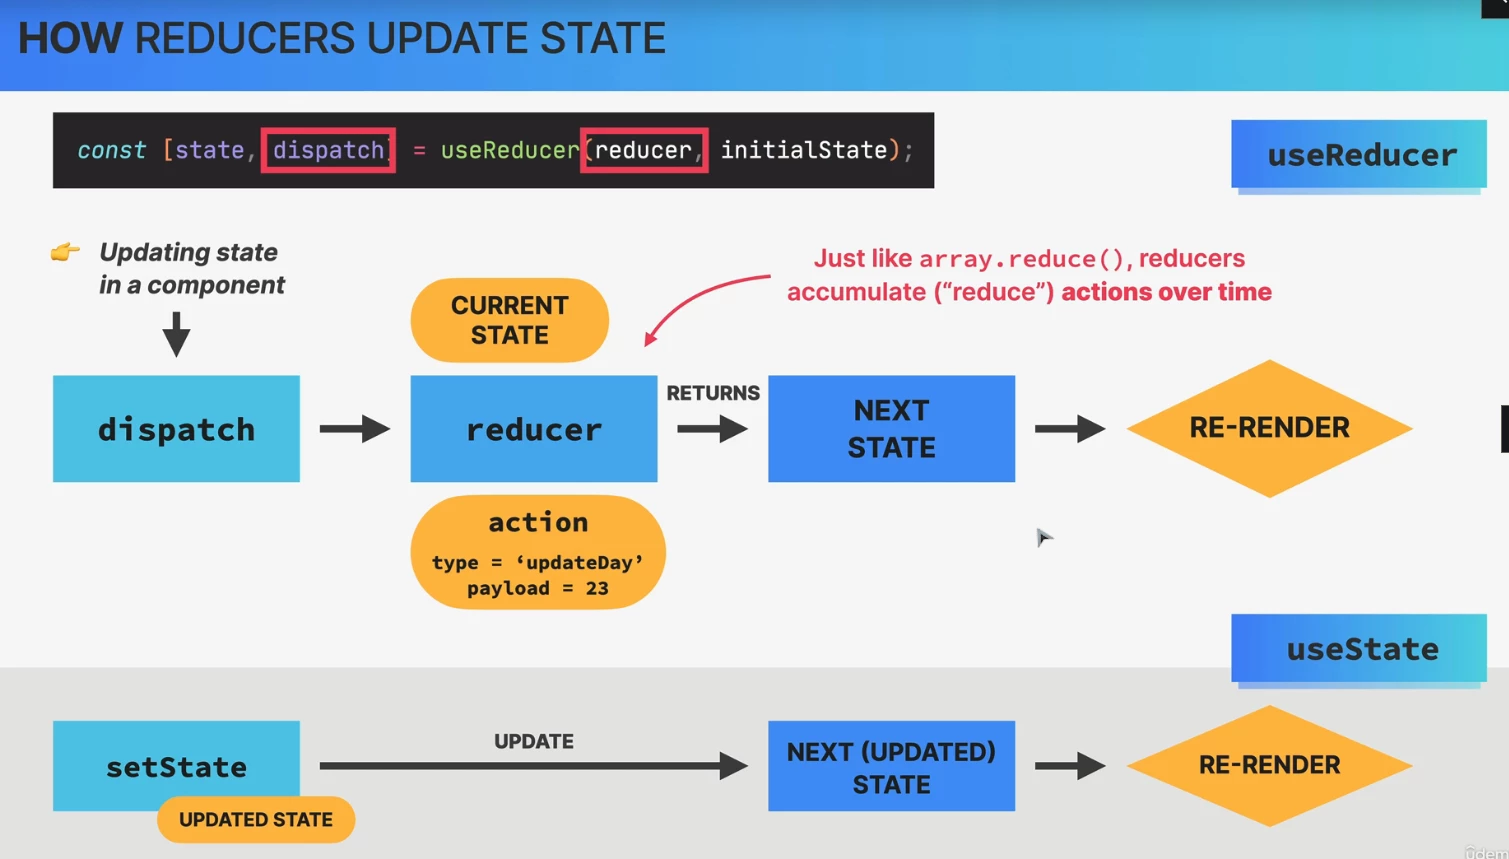 HOW REDUCERS UPDATE STATE
const [state, dispatch] = useReducer(reducer, initialState);
useReducer
👉 Updating state
in a component
Just like array.reduce(), reducers
accumulate (“reduce”) actions over time
CURRENT
STATE
dispatch
reducer
RETURNS
NEXT
STATE
RE-RENDER
action
type = ‘updateDay’
payload = 23
useState
setState
UPDATE
NEXT (UPDATED)
STATE
RE-RENDER
UPDATED STATE